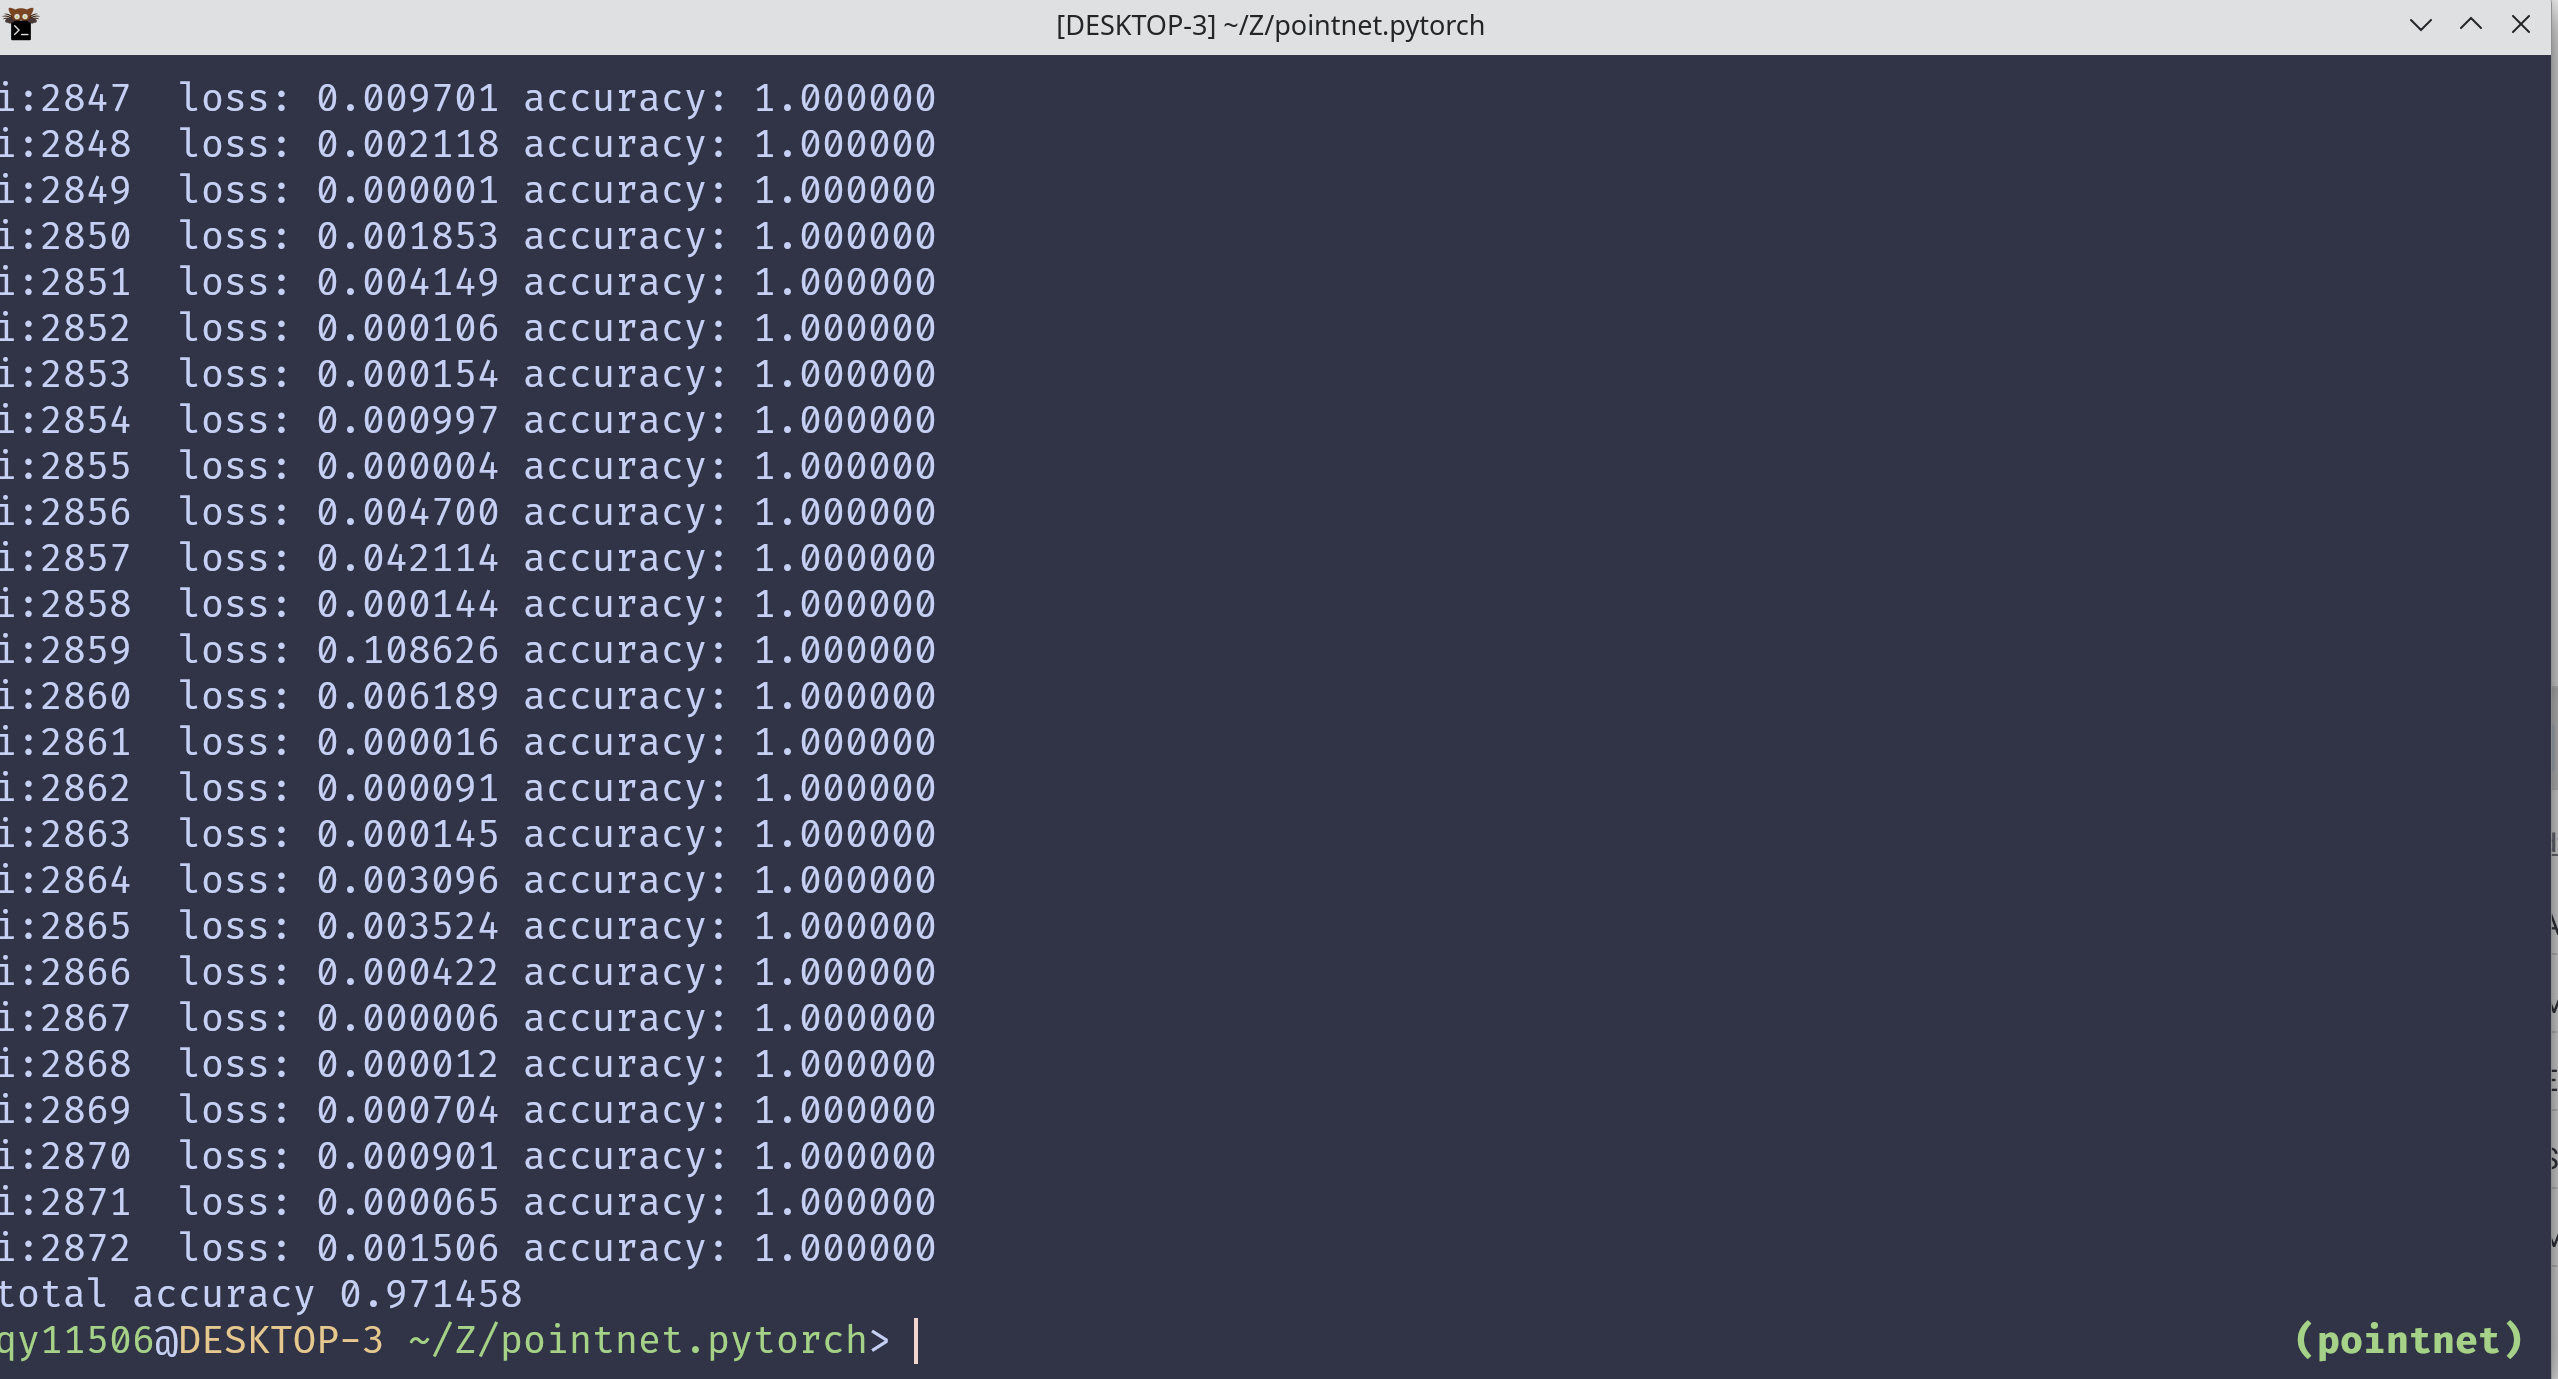 [DESKTOP-3] ~/Z/pointnet.pytorch
i:2847  loss: 0.009701 accuracy: 1.000000
i:2848  loss: 0.002118 accuracy: 1.000000
i:2849  loss: 0.000001 accuracy: 1.000000
i:2850  loss: 0.001853 accuracy: 1.000000
i:2851  loss: 0.004149 accuracy: 1.000000
i:2852  loss: 0.000106 accuracy: 1.000000
i:2853  loss: 0.000154 accuracy: 1.000000
i:2854  loss: 0.000997 accuracy: 1.000000
i:2855  loss: 0.000004 accuracy: 1.000000
i:2856  loss: 0.004700 accuracy: 1.000000
i:2857  loss: 0.042114 accuracy: 1.000000
i:2858  loss: 0.000144 accuracy: 1.000000
i:2859  loss: 0.108626 accuracy: 1.000000
i:2860  loss: 0.006189 accuracy: 1.000000
i:2861  loss: 0.000016 accuracy: 1.000000
i:2862  loss: 0.000091 accuracy: 1.000000
i:2863  loss: 0.000145 accuracy: 1.000000
i:2864  loss: 0.003096 accuracy: 1.000000
i:2865  loss: 0.003524 accuracy: 1.000000
i:2866  loss: 0.000422 accuracy: 1.000000
i:2867  loss: 0.000006 accuracy: 1.000000
i:2868  loss: 0.000012 accuracy: 1.000000
i:2869  loss: 0.000704 accuracy: 1.000000
i:2870  loss: 0.000901 accuracy: 1.000000
i:2871  loss: 0.000065 accuracy: 1.000000
i:2872  loss: 0.001506 accuracy: 1.000000
total accuracy 0.971458
qy11506@DESKTOP-3 ~/Z/pointnet.pytorch> (pointnet)